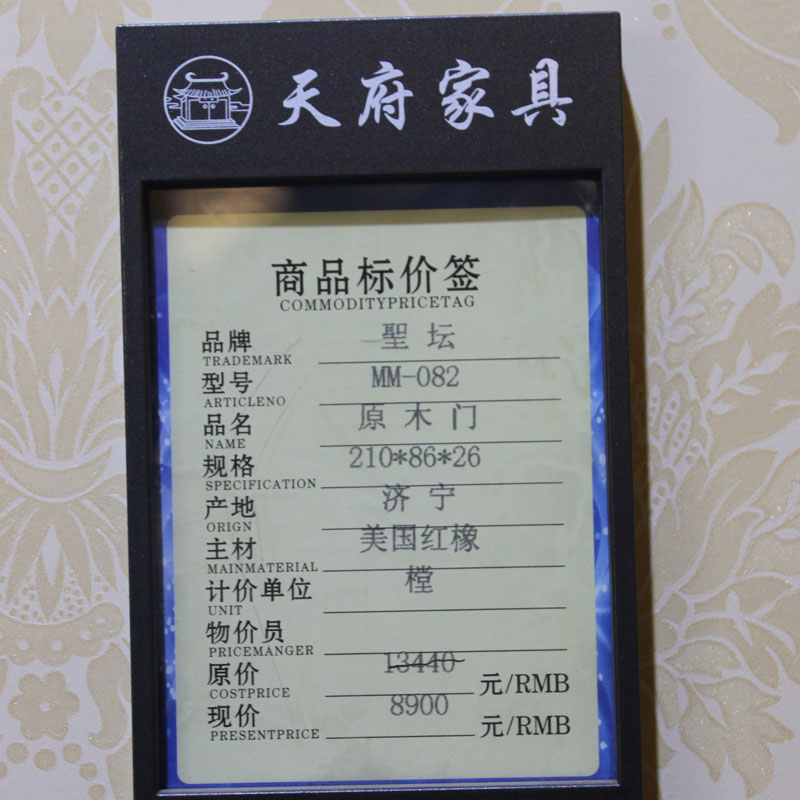 天府家具
商品标价签
COMMODITYPRICETAG
品牌 聖坛
TRADEMARK
型号 MM-082
ARTICLENO
品名 原木门
NAME
规格 210*86*26
SPECIFICATION
产地 济宁
ORIGN
主材 美国红橡
MAINMATERIAL
计价单位 樘
UNIT
物价员
PRICEMANGER
原价 13440 元/RMB
COSTPRICE
现价 8900 元/RMB
PRESENTPRICE